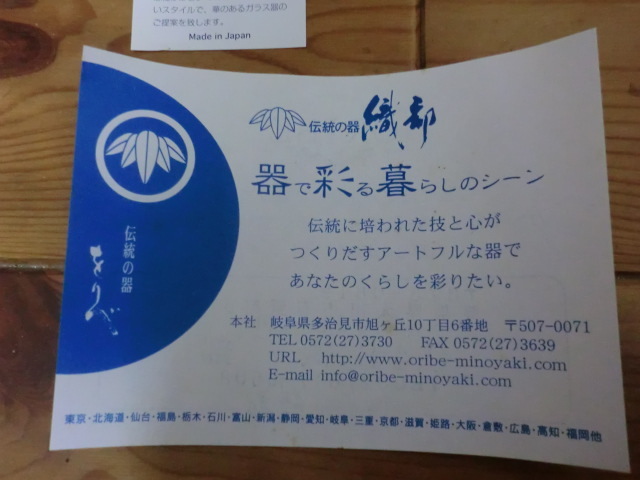 いスタイルで、華のあるガラス器の
ご提案を致します。
Made in Japan
伝統の器 織部
器で彩る暮らしのシーン
伝統に培われた技と心が
つくりだすアートフルな器で
あなたのくらしを彩りたい。
伝統の器
をりべ
本社 岐阜県多治見市旭ヶ丘10丁目6番地 〒507-0071
TEL 0572(27)3730 FAX 0572(27)3639
URL http://www.oribe-minoyaki.com
E-mail info@oribe-minoyaki.com
東京・北海道・仙台・福島・栃木・石川・富山・新潟・静岡・愛知・岐阜・三重・京都・滋賀・姫路・大阪・倉敷・広島・高知・福岡他